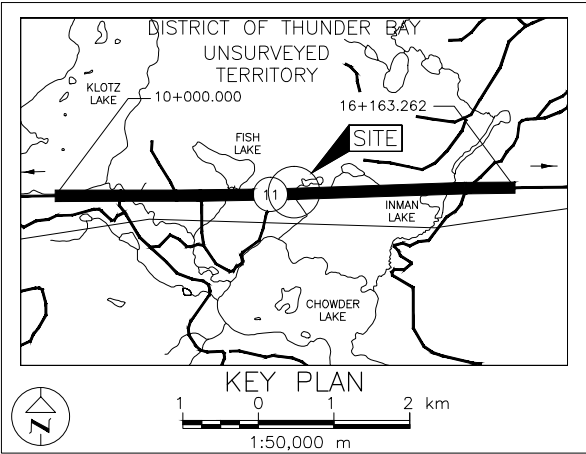 DISTRICT OF THUNDER BAY
UNSURVEYED
TERRITORY
KLOTZ
LAKE
10+000.000
16+163.262
FISH
LAKE
SITE
11
INMAN
LAKE
CHOWDER
LAKE
KEY PLAN
1 0 1 2 km
1:50,000 m
N